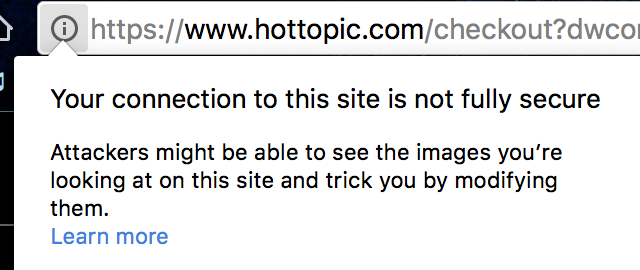 https://www.hottopic.com/checkout?dwcor
Your connection to this site is not fully secure
Attackers might be able to see the images you’re
looking at on this site and trick you by modifying
them.
Learn more